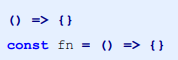 () => {}
const fn = () => {}